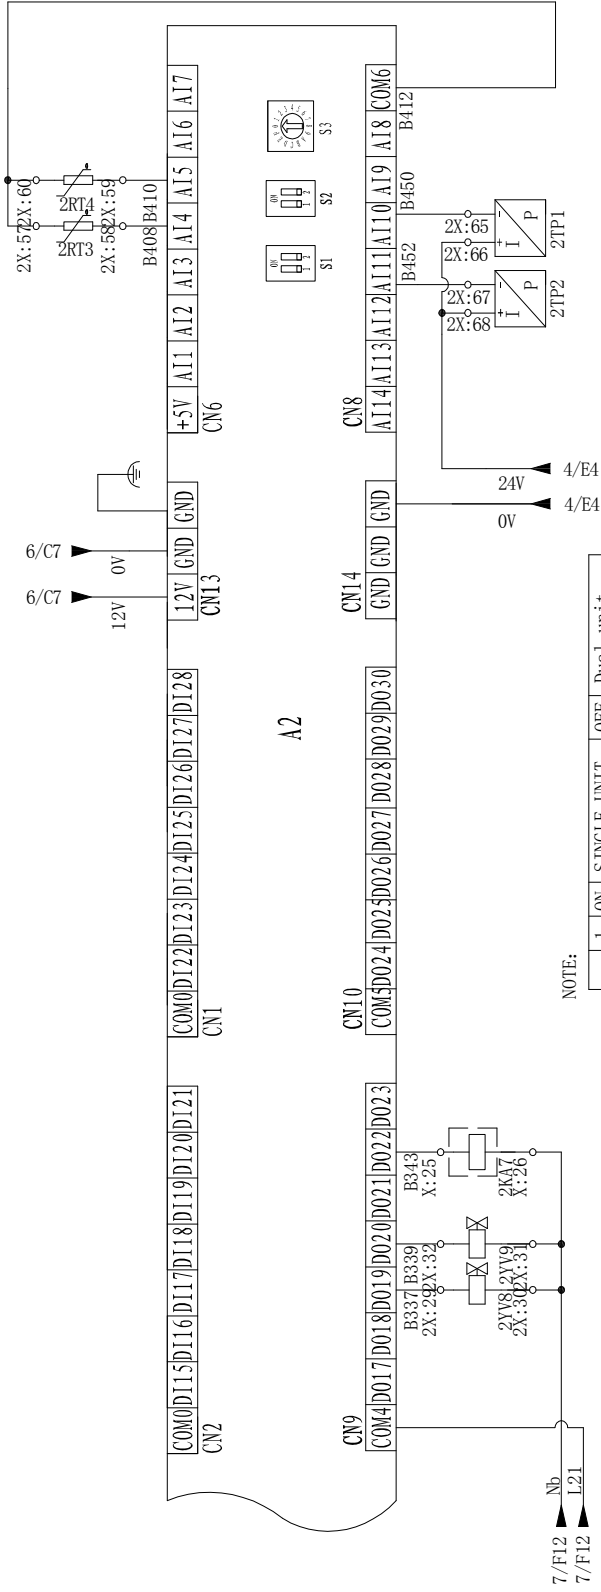 AI7
AI6
AI5
AI4
AI3
AI2
AI1
+5V
CN6
COM6
AI8
AI9
AI10
AI11
AI12
AI13
AI14
CN8
B412
B450
B452
S3
ON
1 2
S2
ON
1 2
S1
2X:60
2RT4
2X:59
B410
2X:57
2RT3
2X:58
B408
2X:65
2X:66
- P
+ I
2TP1
2X:67
2X:68
- P
+ I
2TP2
24V
4/E4
0V
4/E4
GND
GND
12V
CN13
6/C7
0V
6/C7
12V
GND
GND
GND
CN14
DI28
DI27
DI26
DI25
DI24
DI23
DI22
COM0
CN1
A2
DO30
DO29
DO28
DO27
DO26
DO25
DO24
COM5
CN10
DI21
DI20
DI19
DI18
DI17
DI16
DI15
COM0
CN2
DO23
DO22
DO21
DO20
DO19
DO18
DO17
COM4
CN9
B343
X:25
2KA7
X:26
B339
2X:32
2YV9
2X:31
B337
2X:29
2YV8
2X:30
Nb
7/F12
L21
7/F12
NOTE:
1 ON SINGLE UNIT OFF